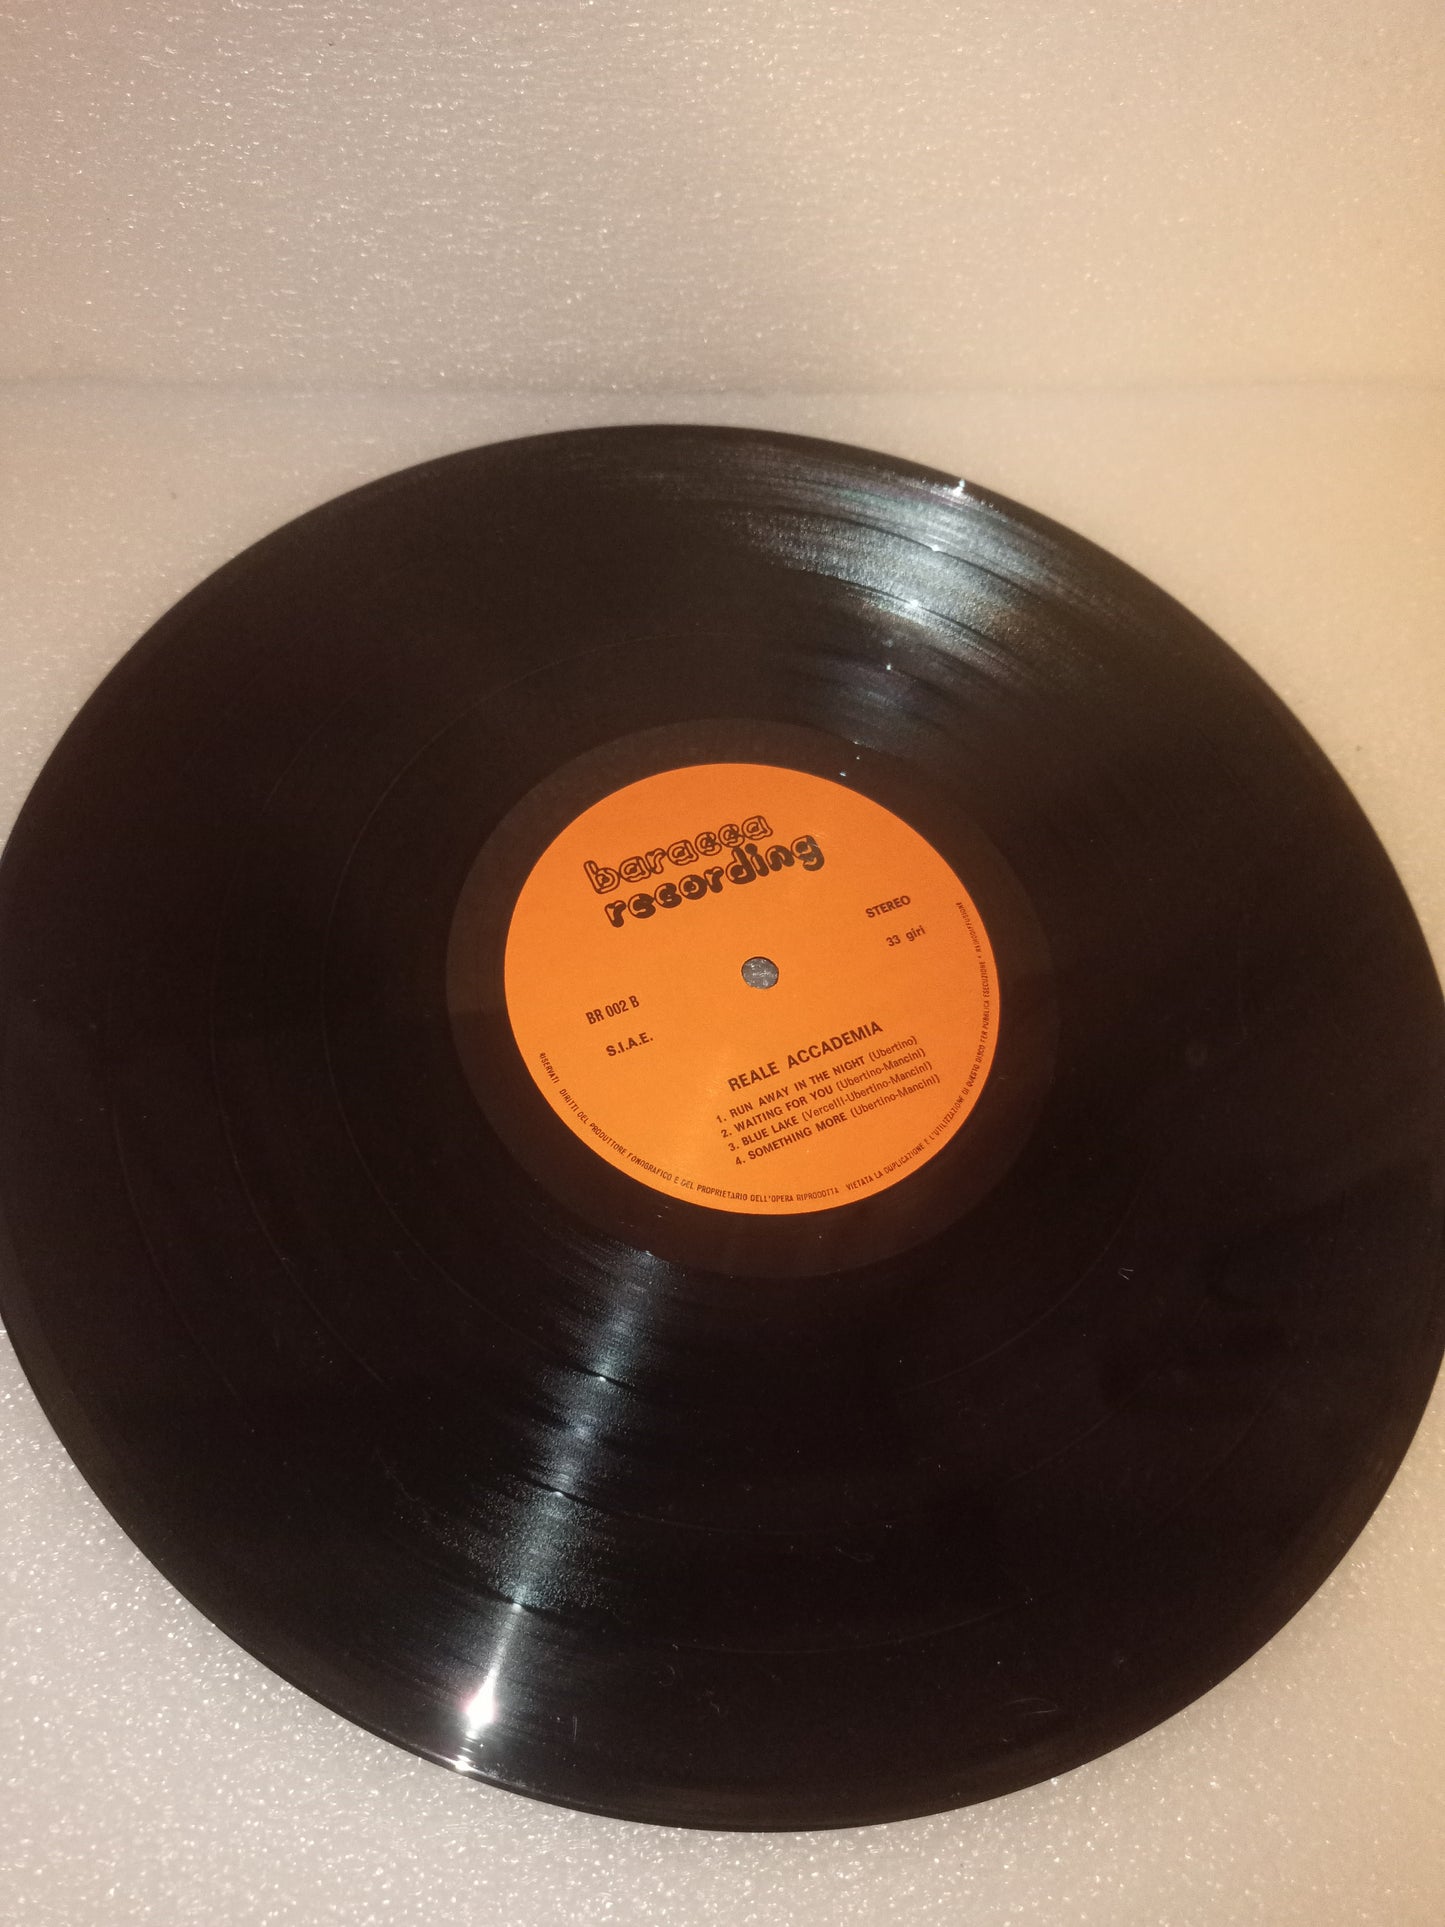 baracca
recording
STEREO
33 giri
BR 002 B
S.I.A.E.
REALE ACCADEMIA
1. RUN AWAY IN THE NIGHT (Ubertino)
2. WAITING FOR YOU (Ubertino-Mancini)
3. BLUE LAKE (Vercelli-Ubertino-Mancini)
4. SOMETHING MORE (Ubertino-Mancini)
RISERVATI DIRITTI DEL PRODUTTORE FONOGRAFICO E DEL PROPRIETARIO DELL'OPERA RIPRODOTTA VIETATA LA DUPLICAZIONE E L'UTILIZZAZIONE DI QUESTO DISCO PER PUBBLICA ESECUZIONE E RADIODIFFUSIONE